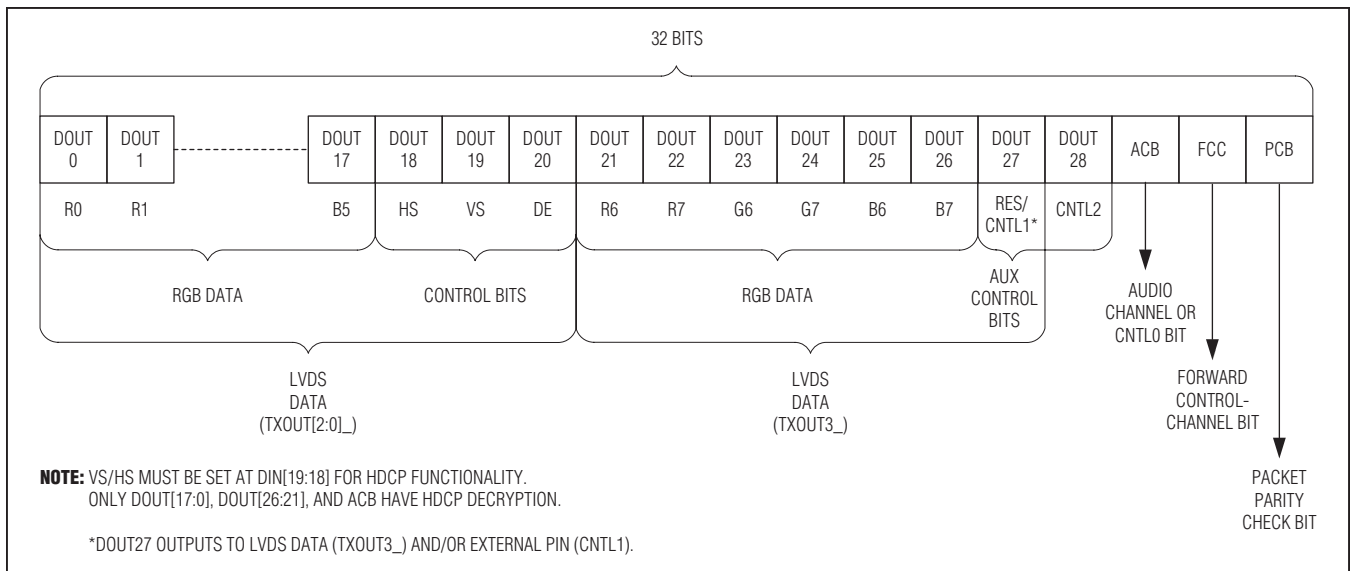 32 BITS
DOUT 0 DOUT 1 DOUT 17 DOUT 18 DOUT 19 DOUT 20 DOUT 21 DOUT 22 DOUT 23 DOUT 24 DOUT 25 DOUT 26 DOUT 27 DOUT 28 ACB FCC PCB
R0 R1 B5 HS VS DE R6 R7 G6 G7 B6 B7 RES/ CNTL1* CNTL2
RGB DATA
CONTROL BITS
RGB DATA
AUX
CONTROL
BITS
AUDIO
CHANNEL OR
CNTL0 BIT
LVDS
DATA
(TXOUT[2:0]_)
LVDS
DATA
(TXOUT3_)
FORWARD
CONTROL-
CHANNEL BIT
PACKET
PARITY
CHECK BIT
NOTE: VS/HS MUST BE SET AT DIN[19:18] FOR HDCP FUNCTIONALITY.
ONLY DOUT[17:0], DOUT[26:21], AND ACB HAVE HDCP DECRYPTION.
*DOUT27 OUTPUTS TO LVDS DATA (TXOUT3_) AND/OR EXTERNAL PIN (CNTL1).